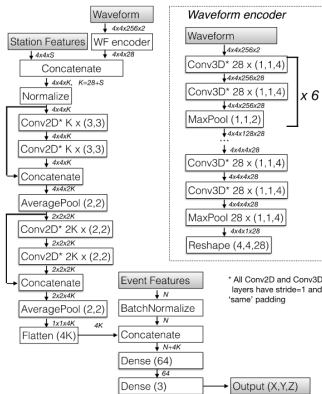 Waveform
4x4x256x2
Station Features
WF encoder
4x4xS
4x4x28
Concatenate
4x4xK, K=28+S
Normalize
4x4xK
Conv2D* K x (3,3)
4x4xK
Conv2D* K x (3,3)
4x4xK
Concatenate
4x4x2K
AveragePool (2,2)
2x2x2K
Conv2D* 2K x (2,2)
2x2x2K
Conv2D* 2K x (2,2)
2x2x2K
Concatenate
2x2x4K
AveragePool (2,2)
1x1x4K
Flatten (4K)
4K
Event Features
N
BatchNormalize
N
Concatenate
N+4K
Dense (64)
64
Dense (3)
Output (X,Y,Z)
Waveform encoder
Waveform
4x4x256x2
Conv3D* 28 x (1,1,4)
4x4x256x28
Conv3D* 28 x (1,1,4)
4x4x256x28
MaxPool (1,1,2)
x 6
4x4x128x28
...
4x4x4x28
Conv3D* 28 x (1,1,4)
4x4x4x28
Conv3D* 28 x (1,1,4)
4x4x4x28
MaxPool 28 x (1,1,4)
4x4x1x28
Reshape (4,4,28)
* All Conv2D and Conv3D
layers have stride=1 and
'same' padding